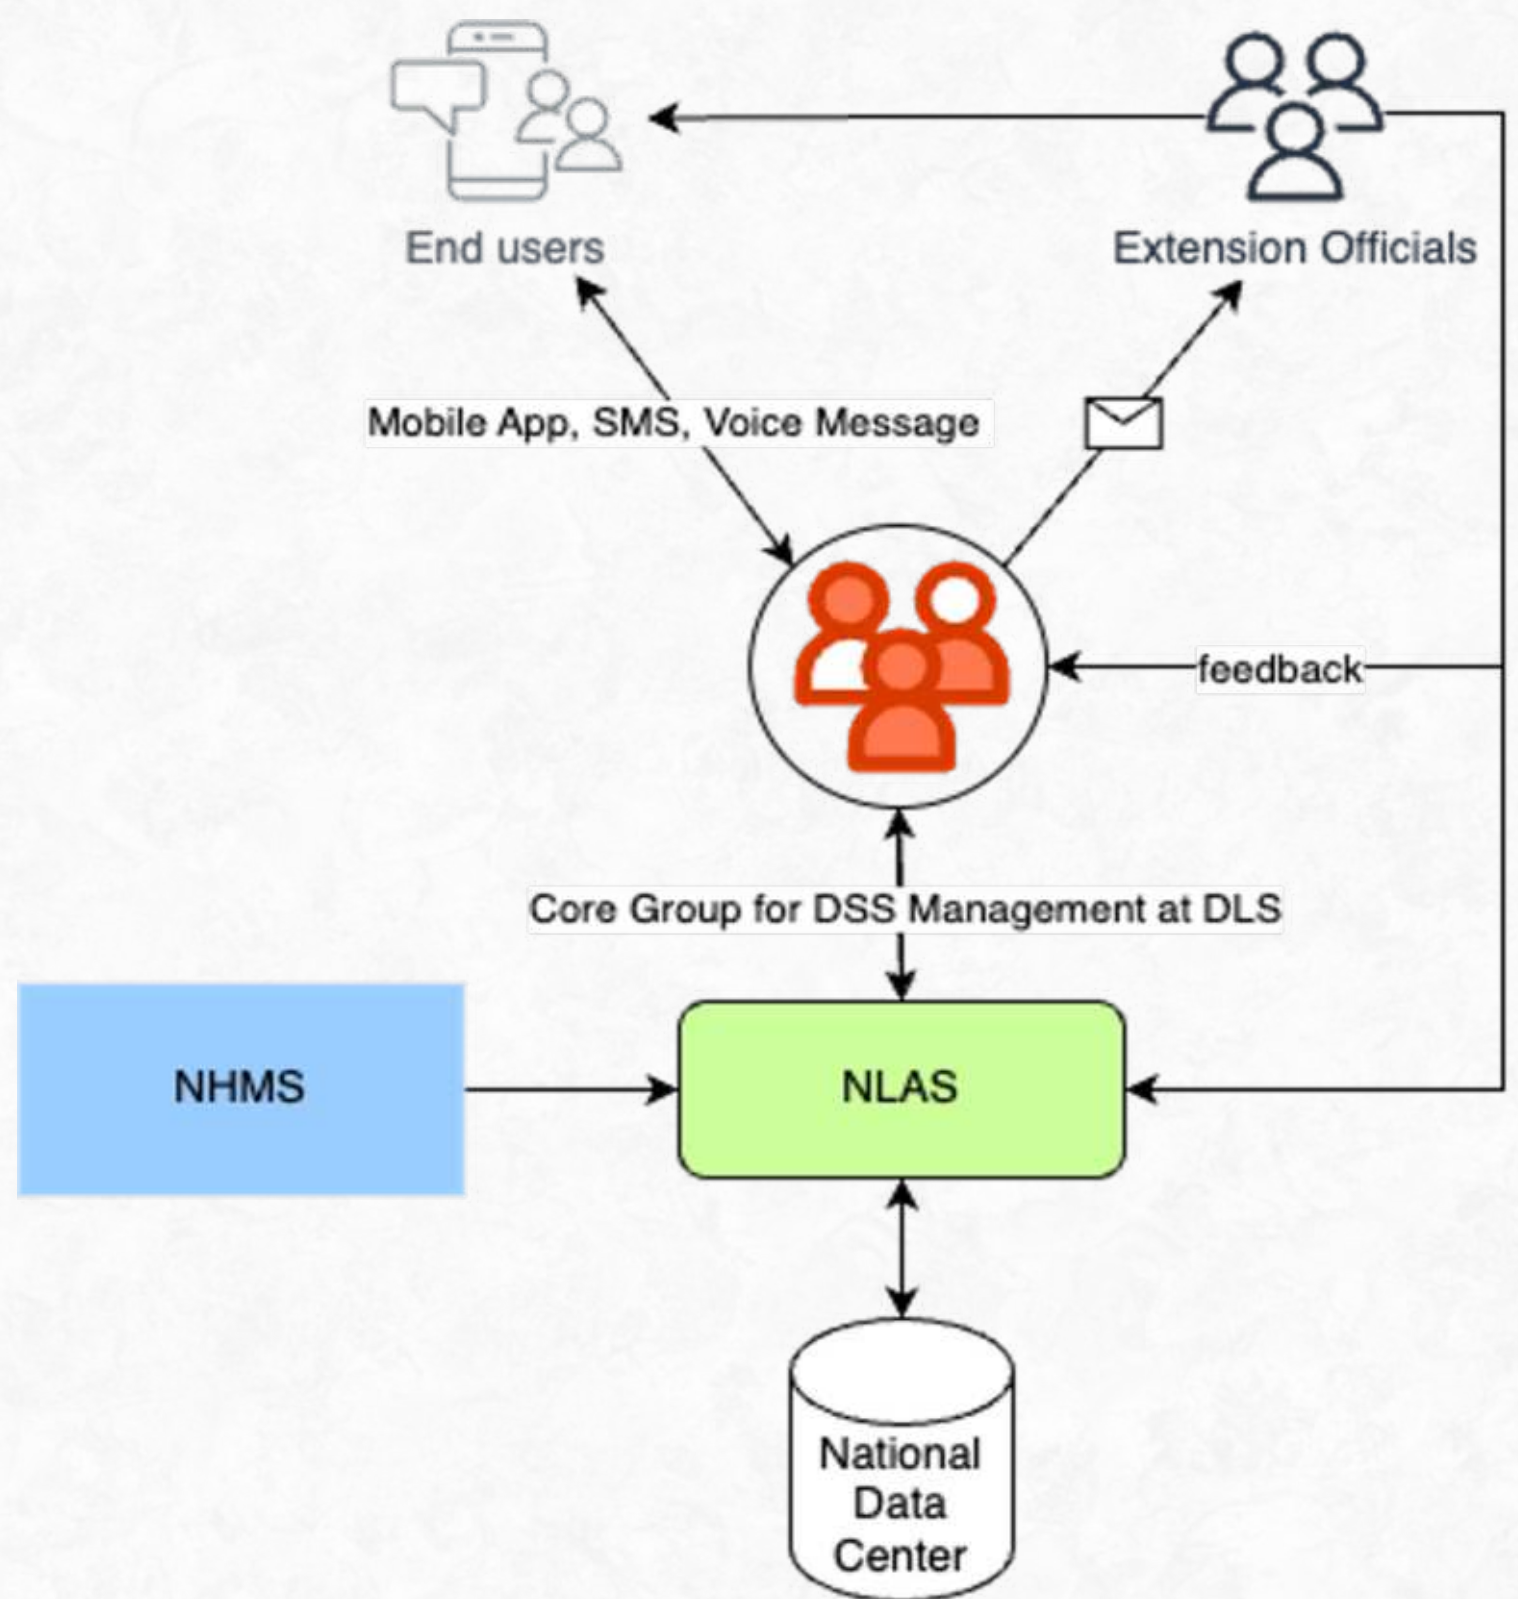 End users
Extension Officials
Mobile App, SMS, Voice Message
feedback
Core Group for DSS Management at DLS
NHMS
NLAS
National
Data
Center